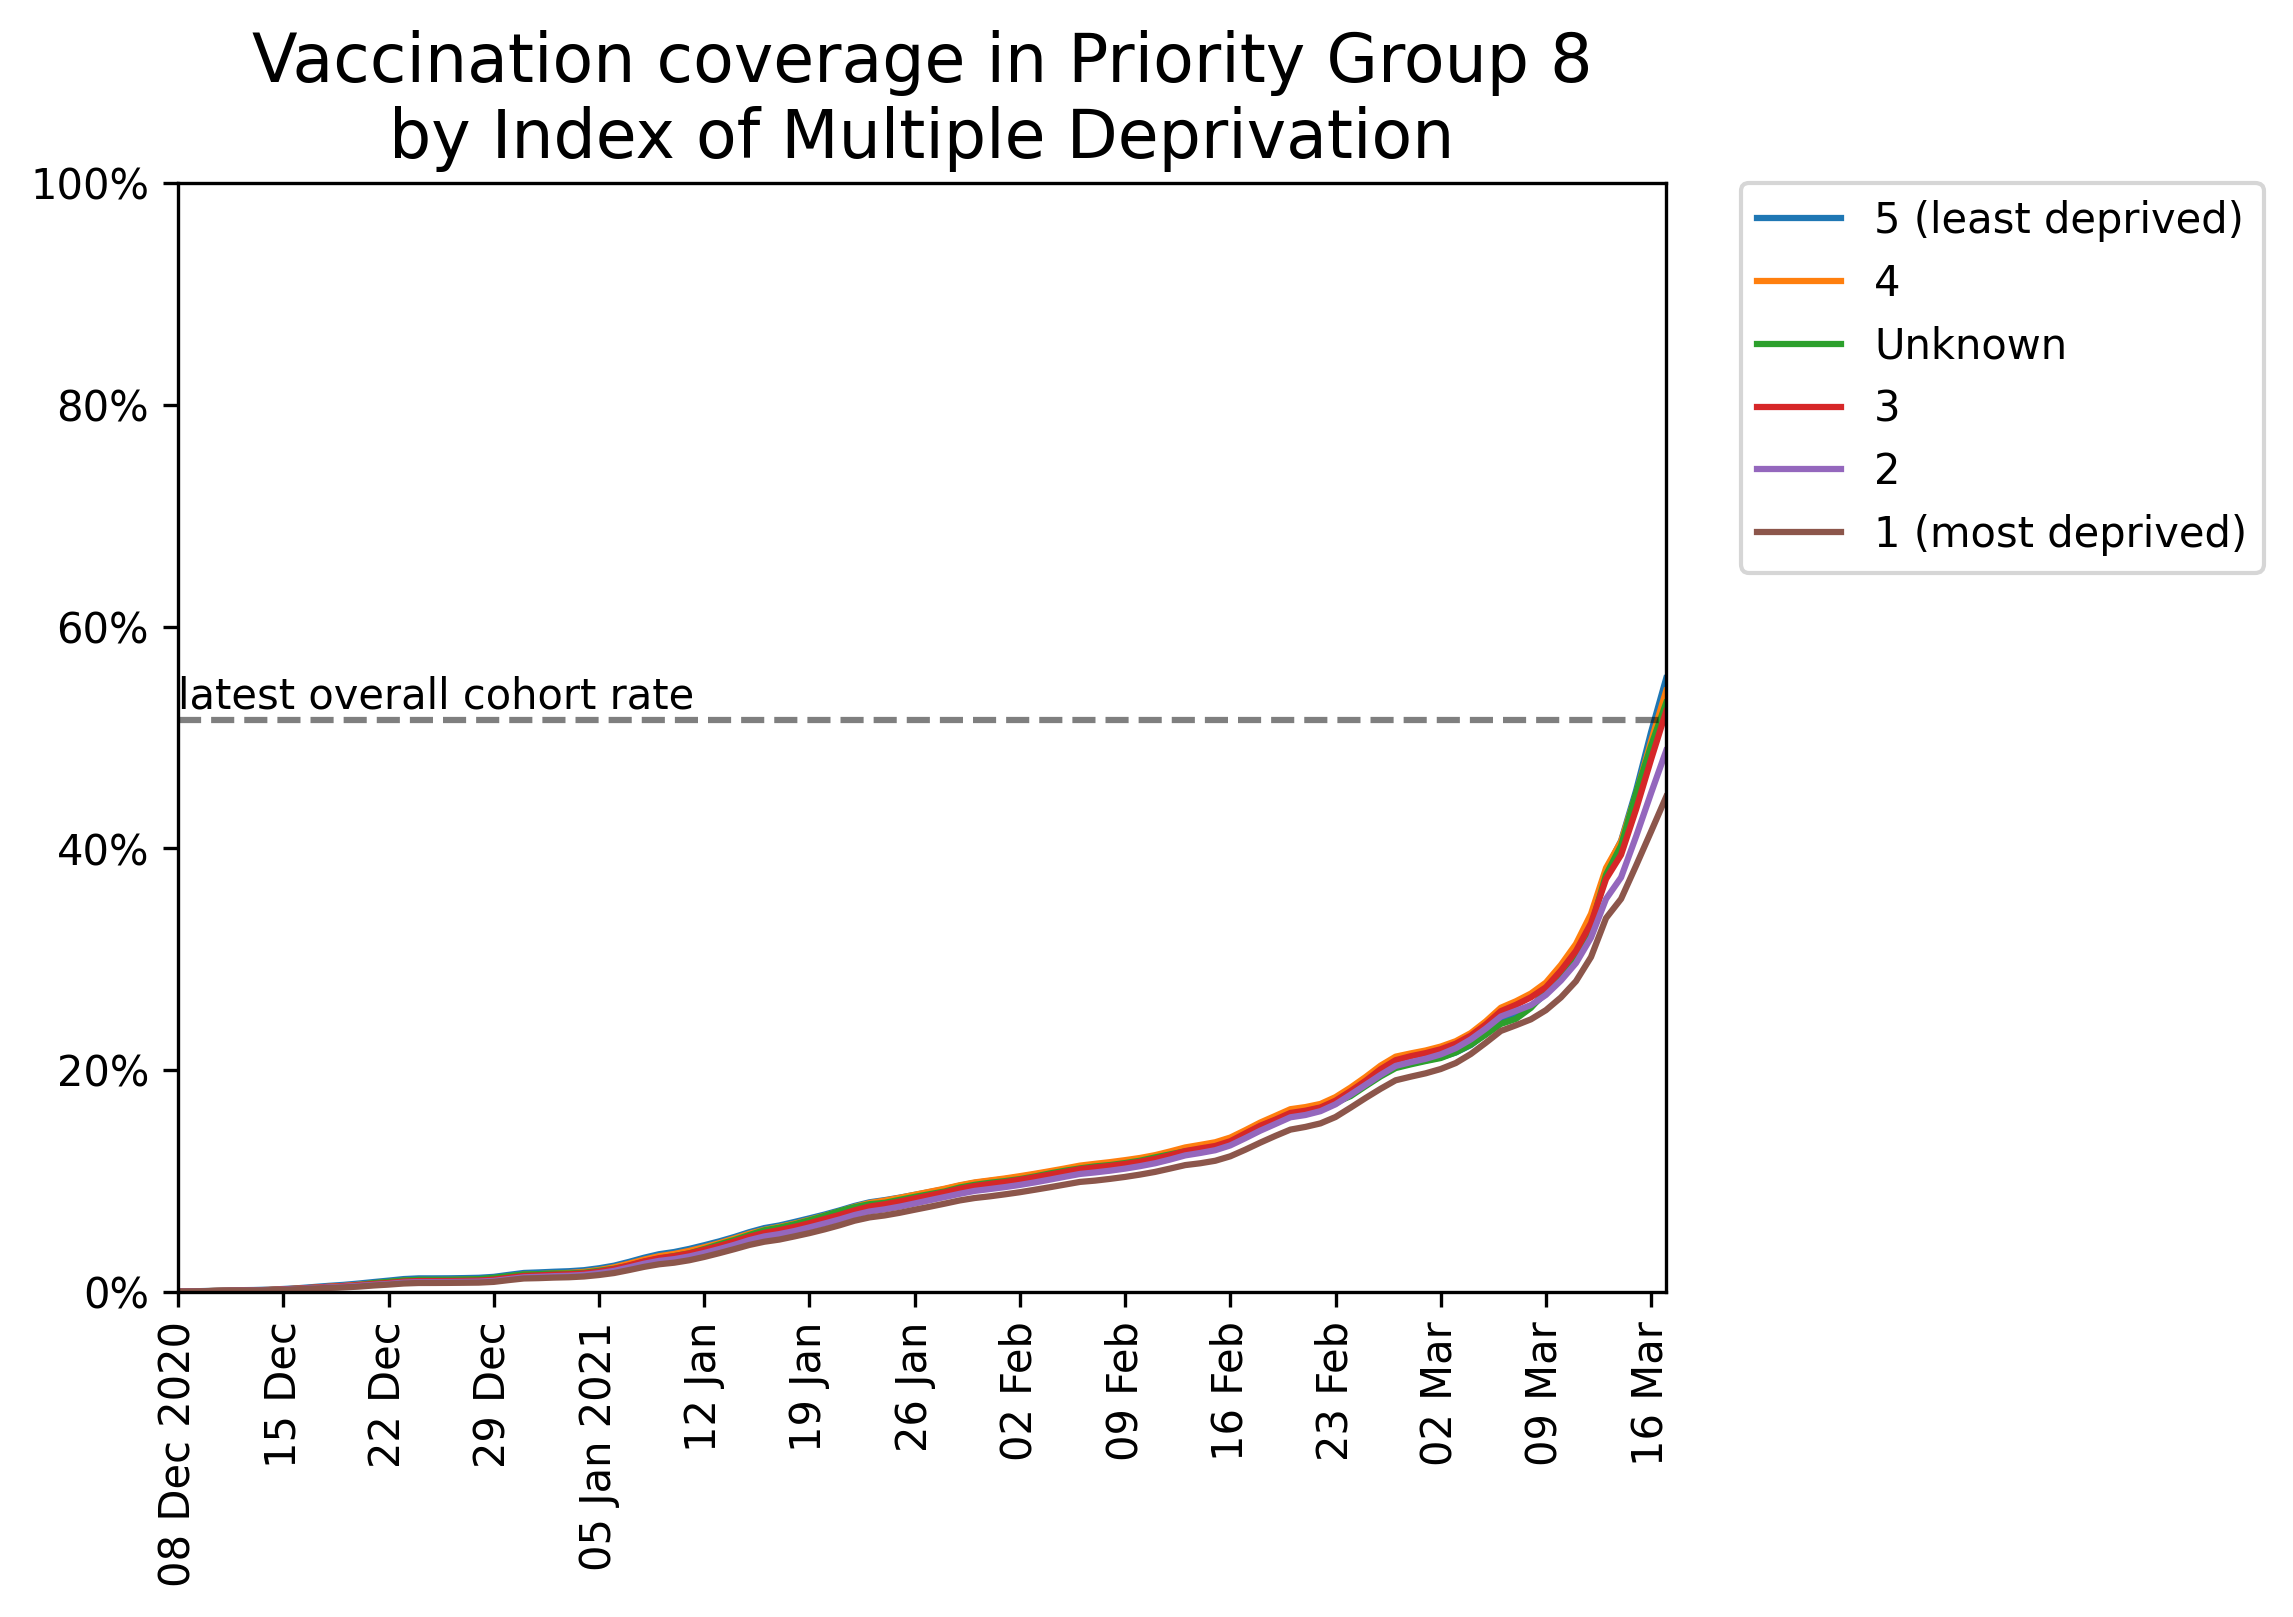 Vaccination coverage in Priority Group 8
by Index of Multiple Deprivation
100%
80%
60%
40%
20%
0%
latest overall cohort rate
08 Dec 2020
15 Dec
22 Dec
29 Dec
05 Jan 2021
12 Jan
19 Jan
26 Jan
02 Feb
09 Feb
16 Feb
23 Feb
02 Mar
09 Mar
16 Mar
5 (least deprived)
4
Unknown
3
2
1 (most deprived)